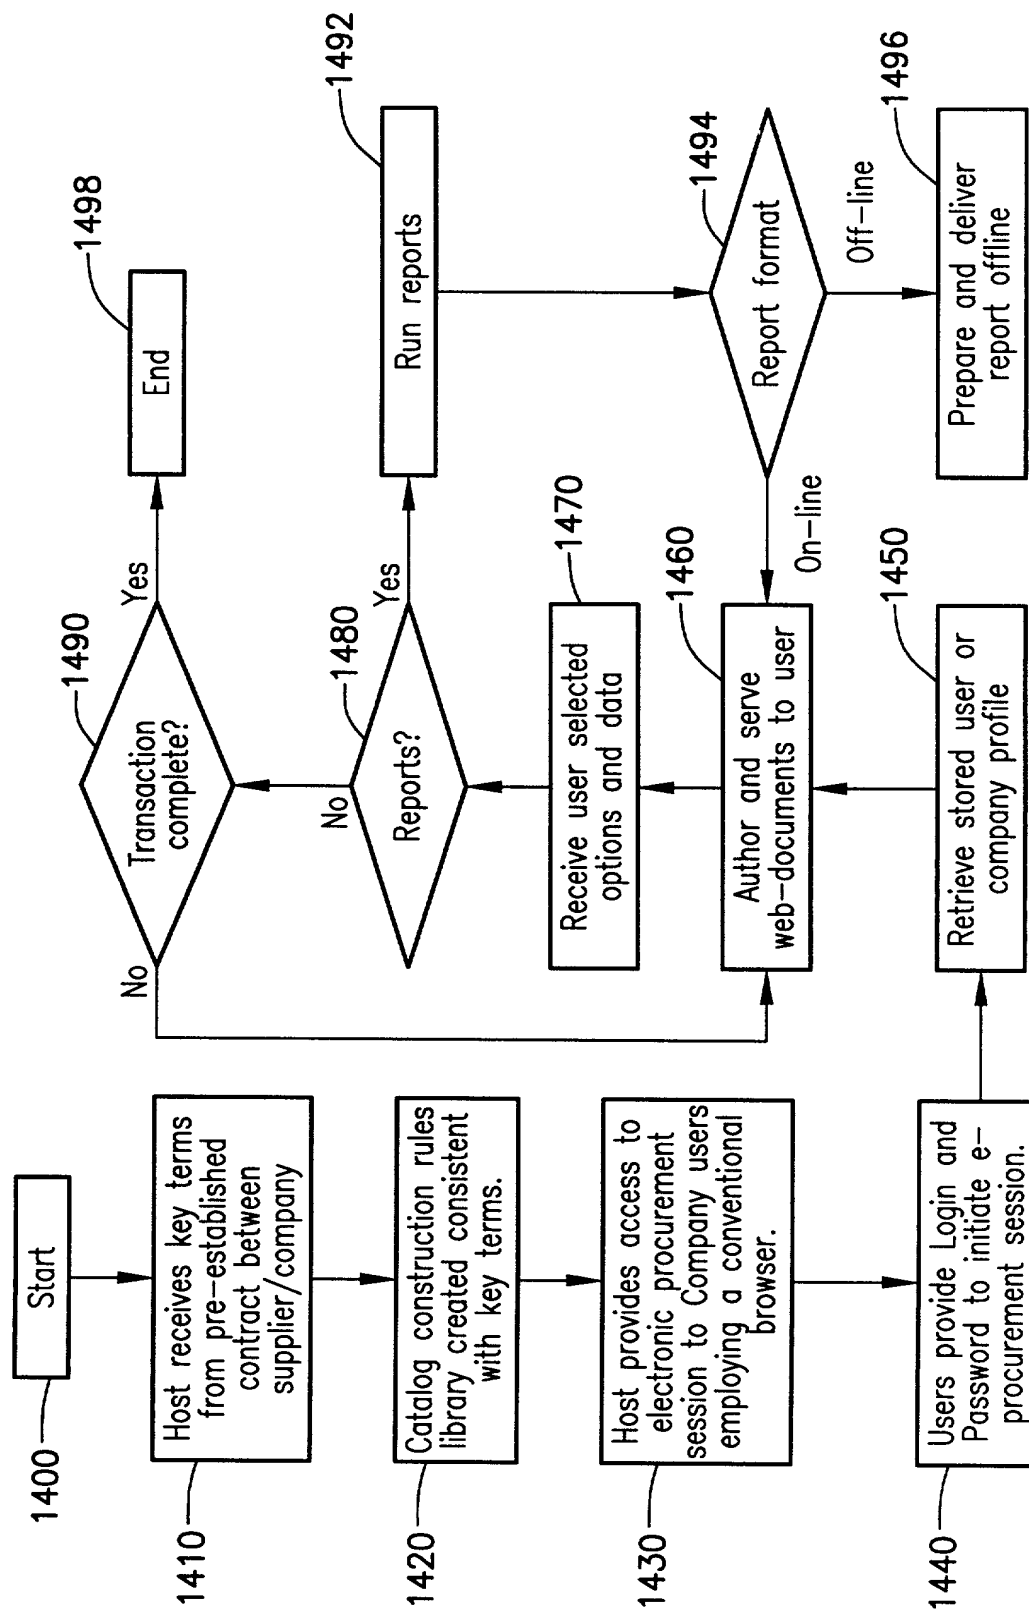 1400
Start
1410
Host receives key terms
from pre-established
contract between
supplier/company
1420
Catalog construction rules
library created consistent
with key terms.
1430
Host provides access to
electronic procurement
session to Company users
employing a conventional
browser.
1440
Users provide Login and
Password to initiate e-
procurement session.
1450
Retrieve stored user or
company profile
1460
Author and serve
web-documents to user
1470
Receive user selected
options and data
1480
Reports?
No
Yes
1490
Transaction
complete?
No
Yes
1498
End
1492
Run reports
1494
Report format
On-line
Off-line
1496
Prepare and deliver
report offline